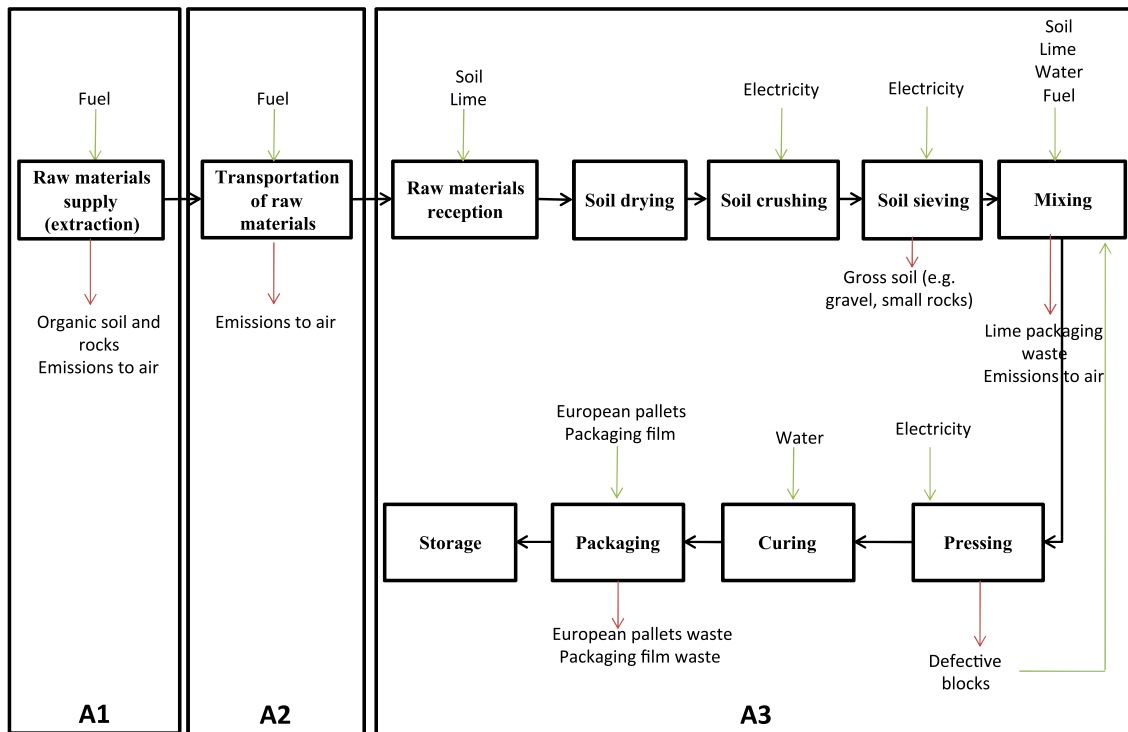 Fuel
Raw materials
supply
(extraction)
Organic soil and
rocks
Emissions to air
A1
Fuel
Transportation
of raw
materials
Emissions to air
A2
Soil
Lime
Raw materials
reception
Soil drying
Electricity
Soil crushing
Electricity
Soil sieving
Gross soil (e.g.
gravel, small rocks)
Soil
Lime
Water
Fuel
Mixing
Lime packaging
waste
Emissions to air
Electricity
Pressing
Defective
blocks
Water
Curing
European pallets
Packaging film
Packaging
European pallets waste
Packaging film waste
Storage
A3